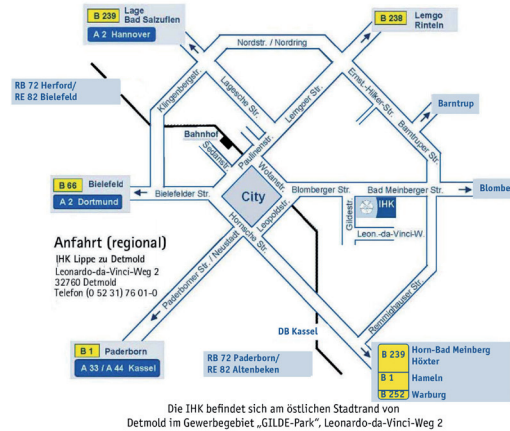 B 239 Lage
Bad Salzuflen
A 2 Hannover
B 238 Lemgo
Rinteln
Nordstr. / Nordring
RB 72 Herford/
RE 82 Bielefeld
Klingenbergstr.
Lagesche Str.
Lemgoer Str.
Ernst.-Hilker-Str.
Barntrup
Barntruper Str.
Bahnhof
Sedanstr.
Paulinenstr.
Wolanstr.
B 66 Bielefeld
A 2 Dortmund
Bielefelder Str.
City
Blomberger Str.
Bad Meinberger Str.
Blombe
Gildestr.
IHK
Leopoldstr.
Hornsche Str.
Leon.-da-Vinci-W.
Anfahrt (regional)
IHK Lippe zu Detmold
Leonardo-da-Vinci-Weg 2
32760 Detmold
Telefon (0 52 31) 76 01-0
Paderborner Str. / Neustadt
Remmighauser Str.
DB Kassel
B 1 Paderborn
A 33 / A 44 Kassel
RB 72 Paderborn/
RE 82 Altenbeken
B 239 Horn-Bad Meinberg
Höxter
B 1 Hameln
B 252 Warburg
Die IHK befindet sich am östlichen Stadtrand von
Detmold im Gewerbegebiet „GILDE-Park“, Leonardo-da-Vinci-Weg 2